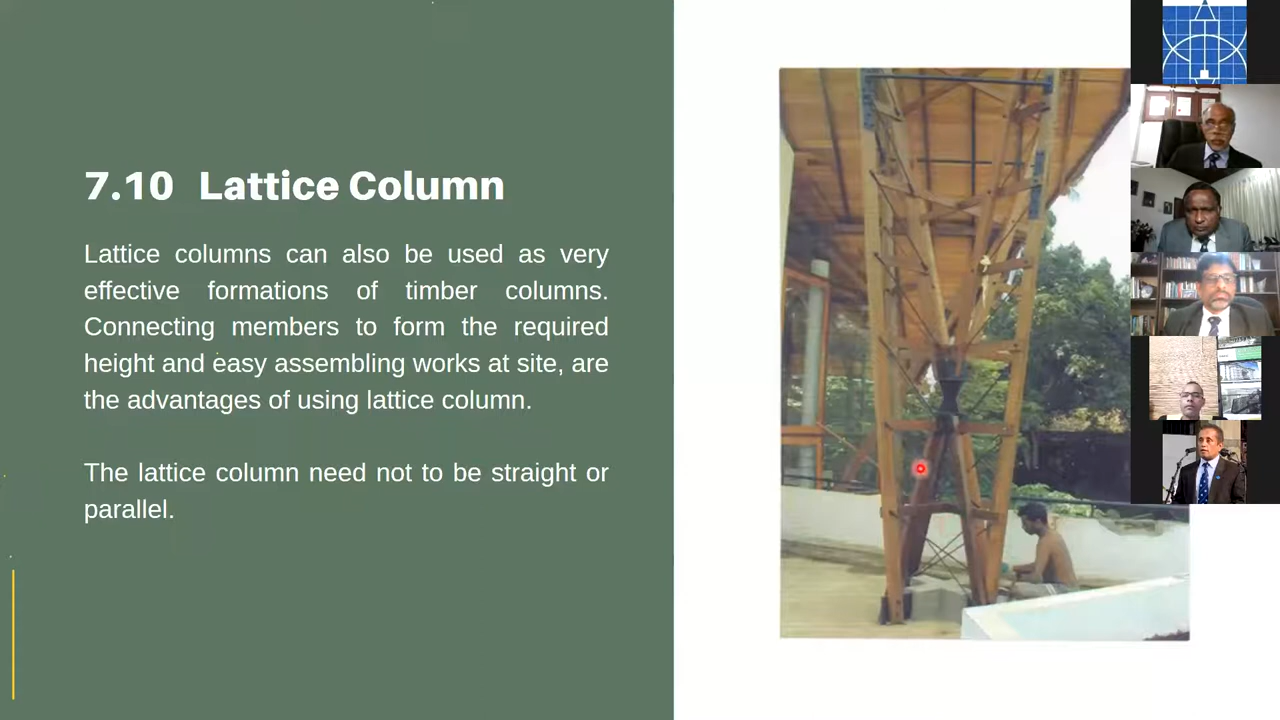 7.10 Lattice Column
Lattice columns can also be used as very
effective formations of timber columns.
Connecting members to form the required
height and easy assembling works at site, are
the advantages of using lattice column.
The lattice column need not to be straight or
parallel.